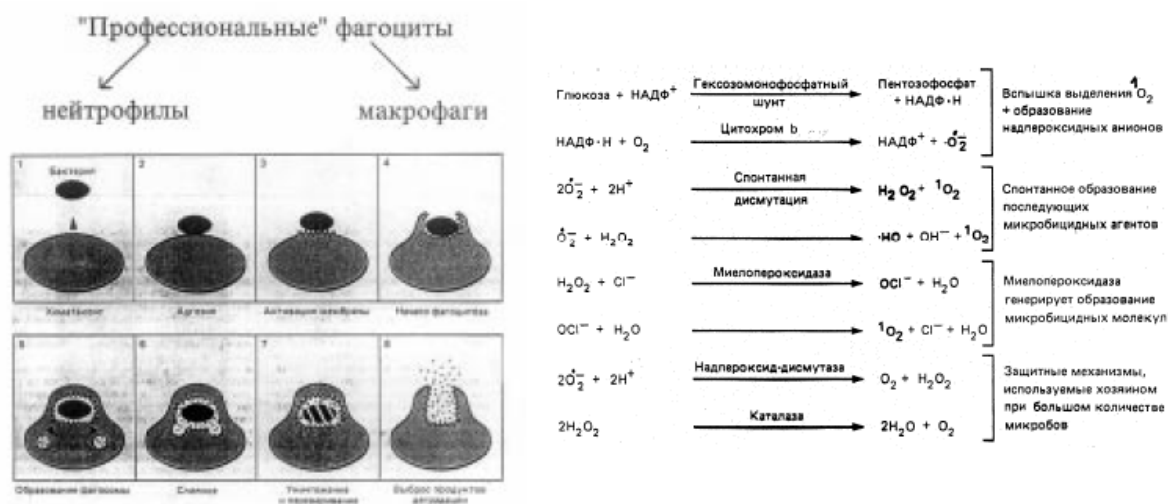 "Профессиональные" фагоциты
нейтрофилы
макрофаги
1
2
3
4
Бактерия
Хематаксис
Адгезия
Активация мембраны
Начало фагоцитоза
5
6
7
8
Образование фагосомы
Слияние
Уничтожение
и переваривание
Выброс продуктов
деградации
Глюкоза + НАДФ⁺
Гексозомонофосфатный
шунт
Пентозофосфат
+ НАДФ·Н
Вспышка выделения ¹O₂
+ образование
надпероксидных анионов
НАДФ·Н + O₂
Цитохром b
НАДФ⁺ + ·O₂⁻
2O₂⁻ + 2H⁺
Спонтанная
дисмутация
H₂O₂ + ¹O₂
Спонтанное образование
последующих
микробицидных агентов
O₂⁻ + H₂O₂
·HO + OH⁻ + ¹O₂
H₂O₂ + Cl⁻
Миелопероксидаза
OCl⁻ + H₂O
Миелопероксидаза
генерирует образование
микробицидных молекул
OCl⁻ + H₂O
¹O₂ + Cl⁻ + H₂O
2O₂⁻ + 2H⁺
Надпероксид-дисмутаза
O₂ + H₂O₂
Защитные механизмы,
используемые хозяином
при большом количестве
микробов
2H₂O₂
Каталаза
2H₂O + O₂